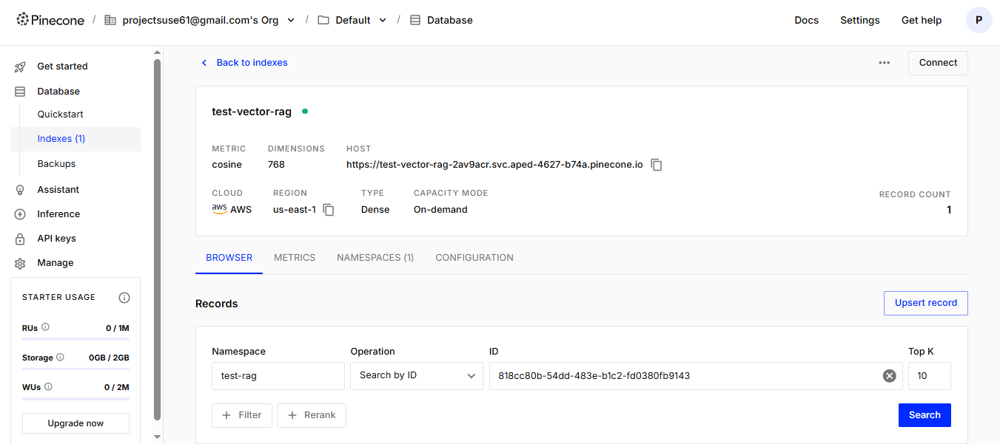 Pinecone / projectsuse61@gmail.com's Org / Default / Database Docs Settings Get help P
Get started
Database
Quickstart
Indexes (1)
Backups
Assistant
Inference
API keys
Manage
STARTER USAGE
RUs 0 / 1M
Storage 0GB / 2GB
WUs 0 / 2M
Upgrade now
Back to indexes Connect
test-vector-rag
METRIC DIMENSIONS HOST
cosine 768 https://test-vector-rag-2av9acr.svc.aped-4627-b74a.pinecone.io
CLOUD REGION TYPE CAPACITY MODE RECORD COUNT
aws AWS us-east-1 Dense On-demand 1
BROWSER METRICS NAMESPACES (1) CONFIGURATION
Records Upsert record
Namespace Operation ID Top K
test-rag Search by ID 818cc80b-54dd-483e-b1c2-fd0380fb9143 10
+ Filter + Rerank Search